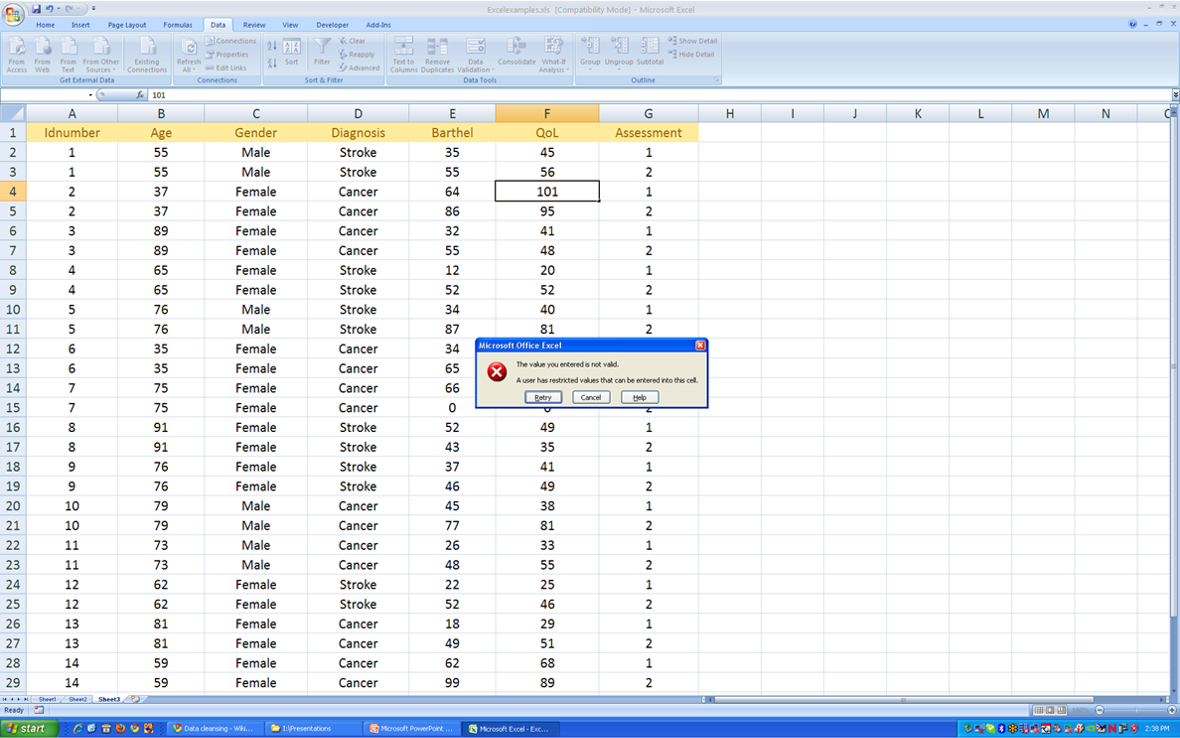 Excelexamples.xls [Compatibility Mode] - Microsoft Excel
Home Insert Page Layout Formulas Data Review View Developer Add-Ins
From Access From Web From Text From Other Sources Existing Connections Refresh All Connections Properties Edit Links Sort Filter Clear Reapply Advanced Text to Columns Remove Duplicates Data Validation Consolidate What-If Analysis Group Ungroup Subtotal Show Detail Hide Detail
Get External Data Connections Sort & Filter Data Tools Outline
fx 101
A B C D E F G H I J K L M N
1 Idnumber Age Gender Diagnosis Barthel QoL Assessment
2 1 55 Male Stroke 35 45 1
3 1 55 Male Stroke 55 56 2
4 2 37 Female Cancer 64 101 1
5 2 37 Female Cancer 86 95 2
6 3 89 Female Cancer 32 41 1
7 3 89 Female Cancer 55 48 2
8 4 65 Female Stroke 12 20 1
9 4 65 Female Stroke 52 52 2
10 5 76 Male Stroke 34 40 1
11 5 76 Male Stroke 87 81 2
12 6 35 Female Cancer 34
13 6 35 Female Cancer 65
14 7 75 Female Cancer 66
15 7 75 Female Cancer 0
Microsoft Office Excel
The value you entered is not valid.
A user has restricted values that can be entered into this cell.
Retry Cancel Help
16 8 91 Female Stroke 52 49 1
17 8 91 Female Stroke 43 35 2
18 9 76 Female Stroke 37 41 1
19 9 76 Female Stroke 46 49 2
20 10 79 Male Cancer 45 38 1
21 10 79 Male Cancer 77 81 2
22 11 73 Male Cancer 26 33 1
23 11 73 Male Cancer 48 55 2
24 12 62 Female Stroke 22 25 1
25 12 62 Female Stroke 52 46 2
26 13 81 Female Cancer 18 29 1
27 13 81 Female Cancer 49 51 2
28 14 59 Female Cancer 62 68 1
29 14 59 Female Cancer 99 89 2
Sheet1 Sheet2 Sheet3
Ready
start Data cleansing - Wiki... I:\Presentations Microsoft PowerPoint ... Microsoft Excel - Exc... 2:38 PM